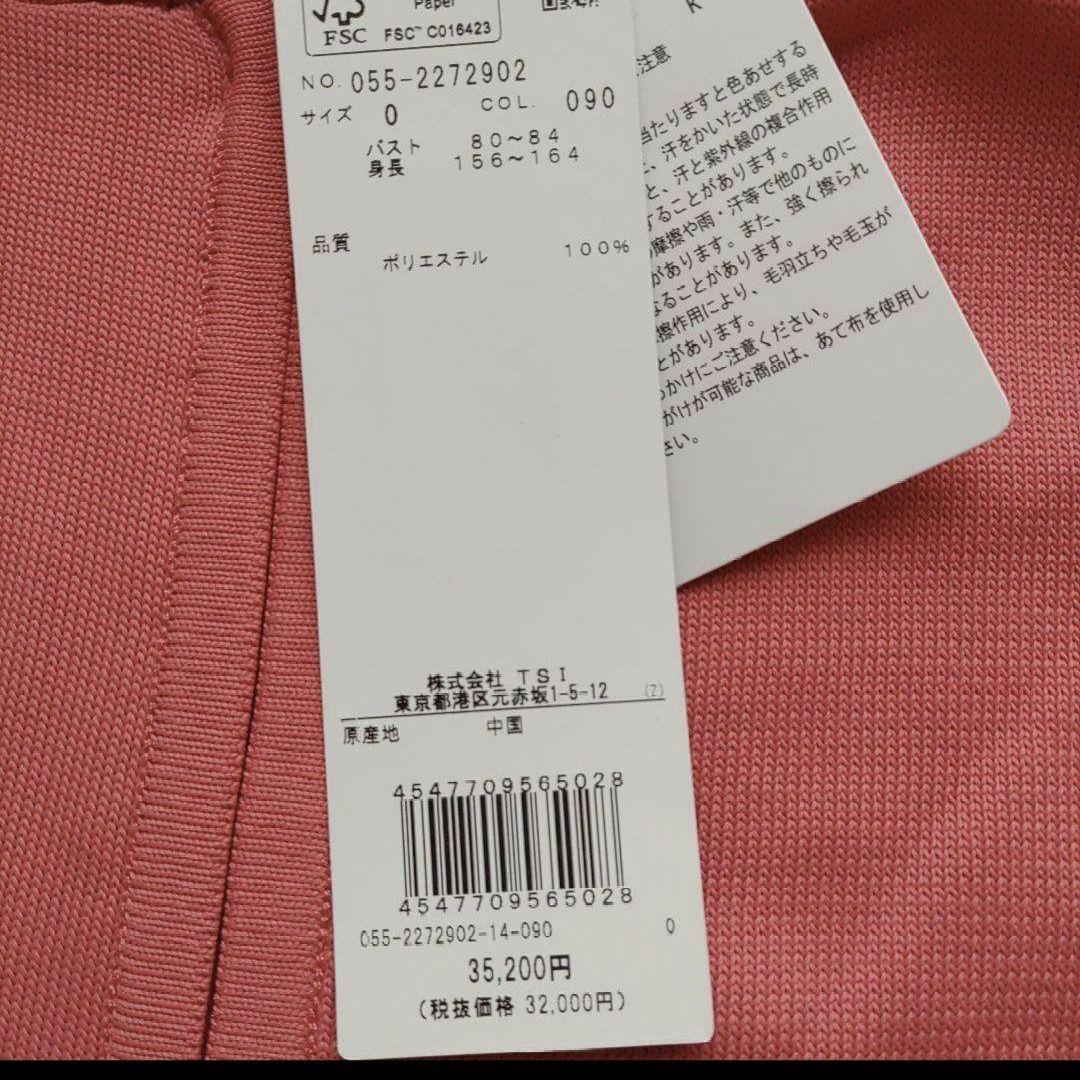 Paper
FSC FSC™ C016423
NO. 055-2272902
サイズ 0 COL. 090
バスト 80~84
身長 156~164
品質
ポリエステル 100%
株式会社 TSI
東京都港区元赤坂1-5-12 (Z)
原産地 中国
4547709565028
4547709565028
055-2272902-14-090 0
35,200円
(税抜価格 32,000円)
K
注意
当たりますと色あせする
、汗をかいた状態で長時
と、汗と紫外線の複合作用
することがあります。
摩擦や雨・汗等で他のものに
があります。また、強く擦られ
なることがあります。
擦作用により、毛羽立ちや毛玉が
とがあります。
かけにご注意ください。
がけが可能な商品は、あて布を使用し
さい。